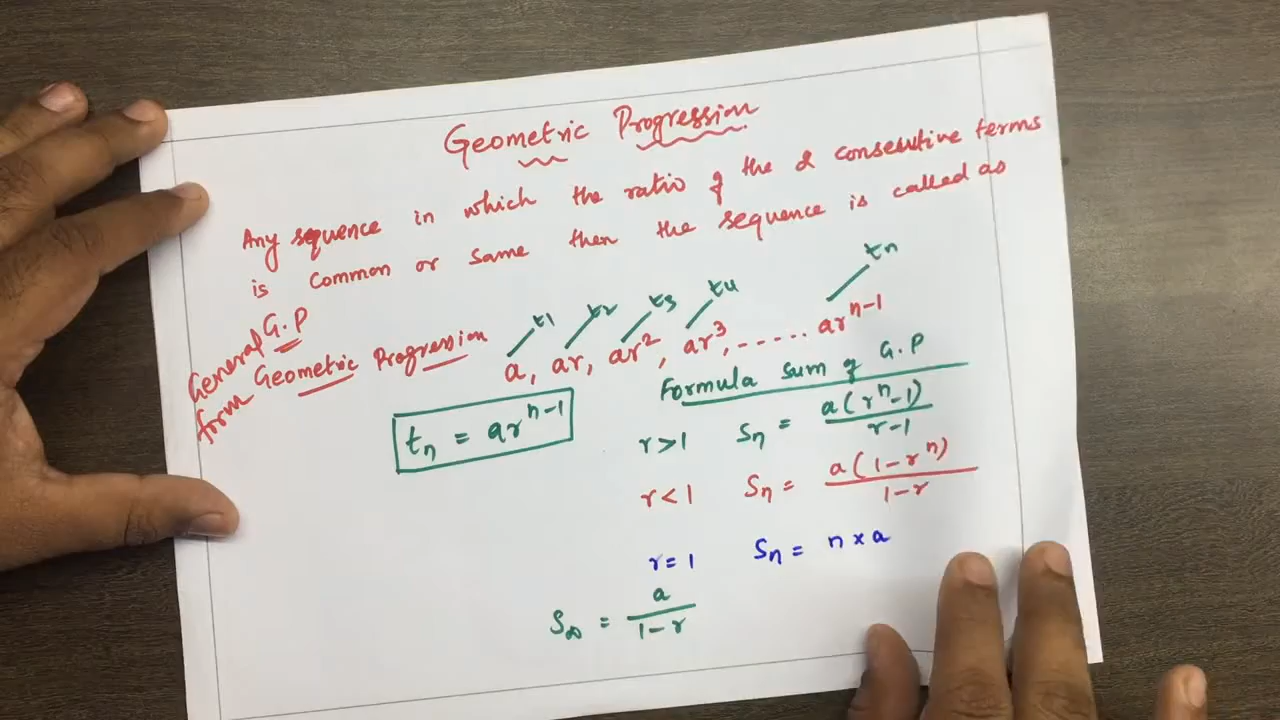 Geometric Progression
Any sequence in which the ratio of the 2 consecutive terms
is common or same then the sequence is called as
Geometric Progression
General G.P
form
t1 t2 t3 t4 tn
a, ar, ar², ar³, ------ arⁿ⁻¹
tₙ = arⁿ⁻¹
Formula sum of G.P
r>1 Sₙ = a(rⁿ-1)/r-1
r<1 Sₙ = a(1-rⁿ)/1-r
r=1 Sₙ = n×a
S∞ = a/1-r